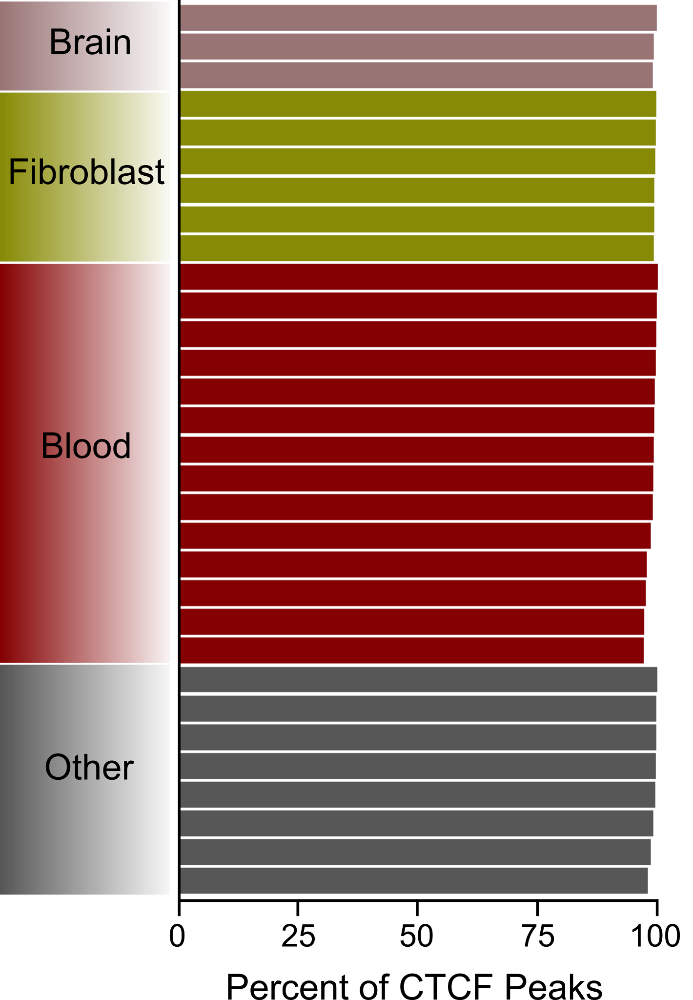 Brain
Fibroblast
Blood
Other
0 25 50 75 100
Percent of CTCF Peaks